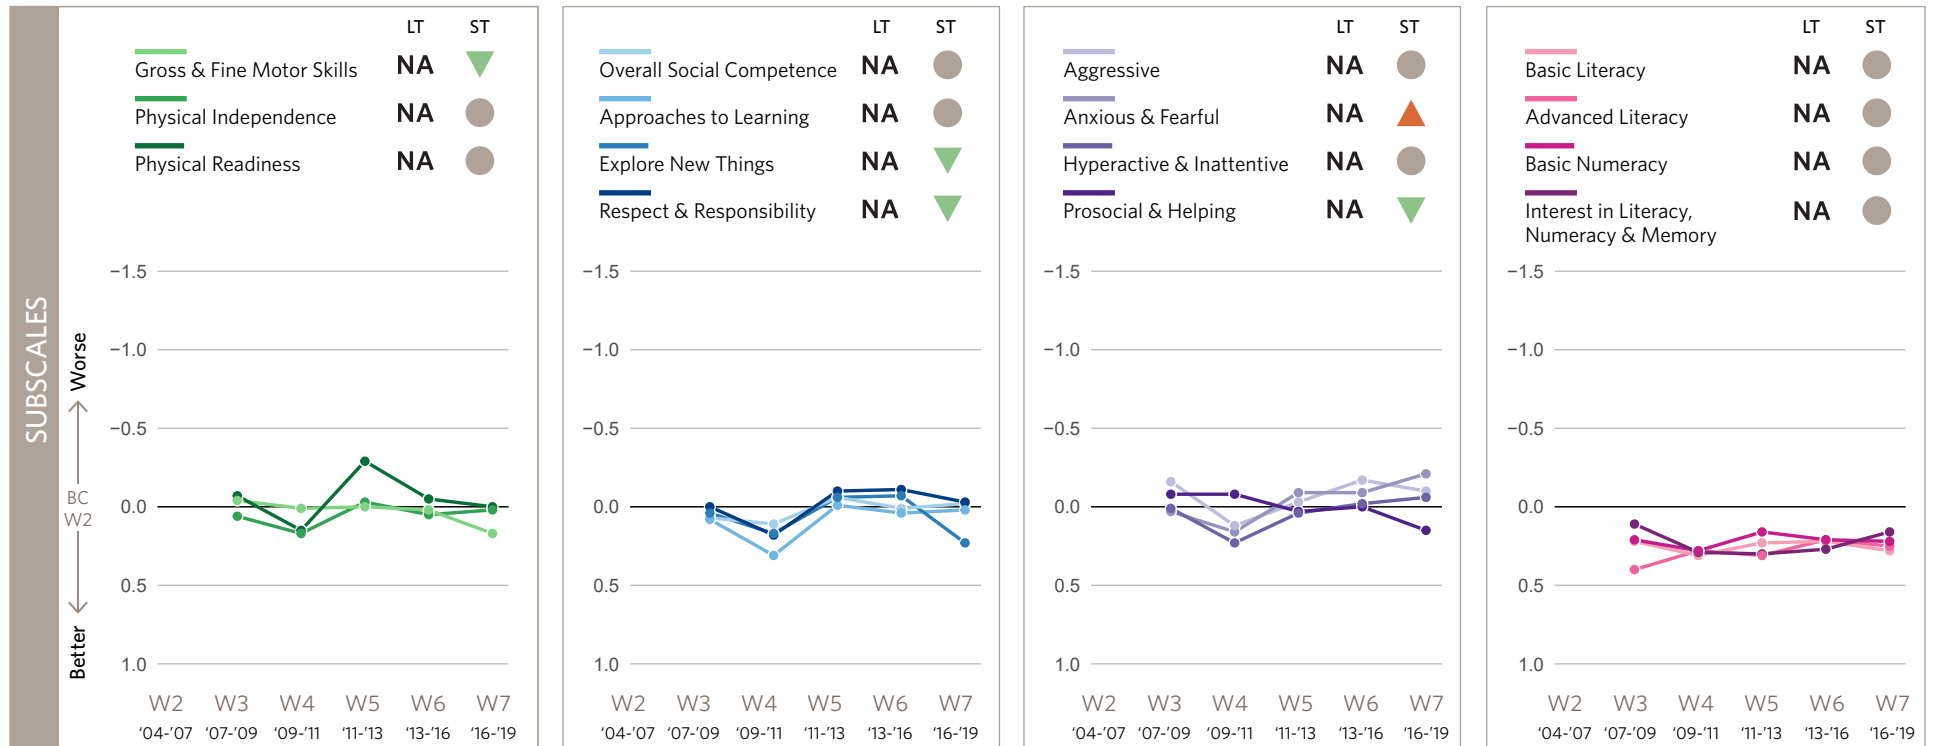 SUBSCALES
Worse
BC
W2
Better
LT ST
Gross & Fine Motor Skills NA
Physical Independence NA
Physical Readiness NA
−1.5
−1.0
−0.5
0.0
0.5
1.0
W2 W3 W4 W5 W6 W7
‘04-’07 ‘07-’09 ‘09-’11 ‘11-’13 ‘13-’16 ‘16-’19
LT ST
Overall Social Competence NA
Approaches to Learning NA
Explore New Things NA
Respect & Responsibility NA
−1.5
−1.0
−0.5
0.0
0.5
1.0
W2 W3 W4 W5 W6 W7
‘04-’07 ‘07-’09 ‘09-’11 ‘11-’13 ‘13-’16 ‘16-’19
LT ST
Aggressive NA
Anxious & Fearful NA
Hyperactive & Inattentive NA
Prosocial & Helping NA
−1.5
−1.0
−0.5
0.0
0.5
1.0
W2 W3 W4 W5 W6 W7
‘04-’07 ‘07-’09 ‘09-’11 ‘11-’13 ‘13-’16 ‘16-’19
LT ST
Basic Literacy NA
Advanced Literacy NA
Basic Numeracy NA
Interest in Literacy, NA
Numeracy & Memory
−1.5
−1.0
−0.5
0.0
0.5
1.0
W2 W3 W4 W5 W6 W7
‘04-’07 ‘07-’09 ‘09-’11 ‘11-’13 ‘13-’16 ‘16-’19